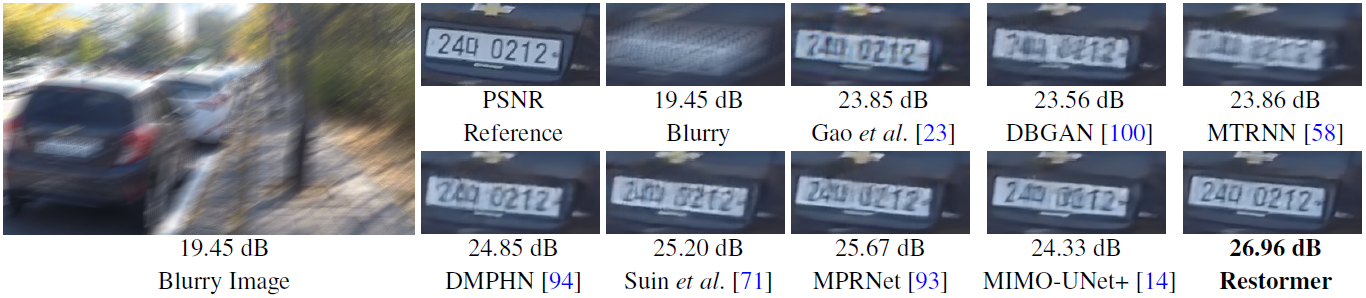 0212
PSNR 19.45 dB 23.85 dB 23.56 dB 23.86 dB
Reference Blurry Gao et al. [23] DBGAN [100] MTRNN [58]
0212 0212
19.45 dB 24.85 dB 25.20 dB 25.67 dB 24.33 dB 26.96 dB
Blurry Image DMPHN [94] Suin et al. [71] MPRNet [93] MIMO-UNet+ [14] Restormer